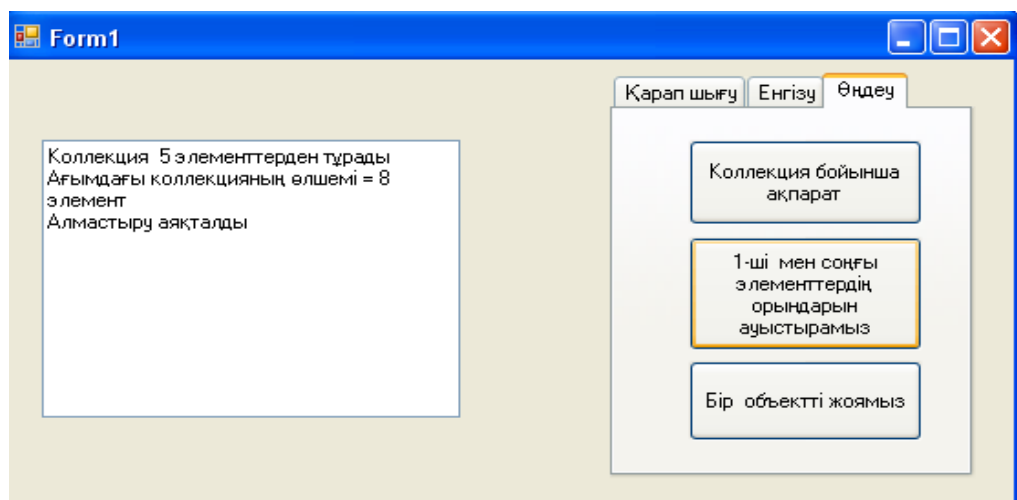 Form1
Қарап шығу Енгізу Өңдеу
Коллекция 5 элементтерден тұрады
Ағымдағы коллекцияның өлшемі = 8
элемент
Алмастыру аяқталды
Коллекция бойынша
ақпарат
1-ші мен соңғы
элементтердің
орындарын
ауыстырамыз
Бір объектті жоямыз